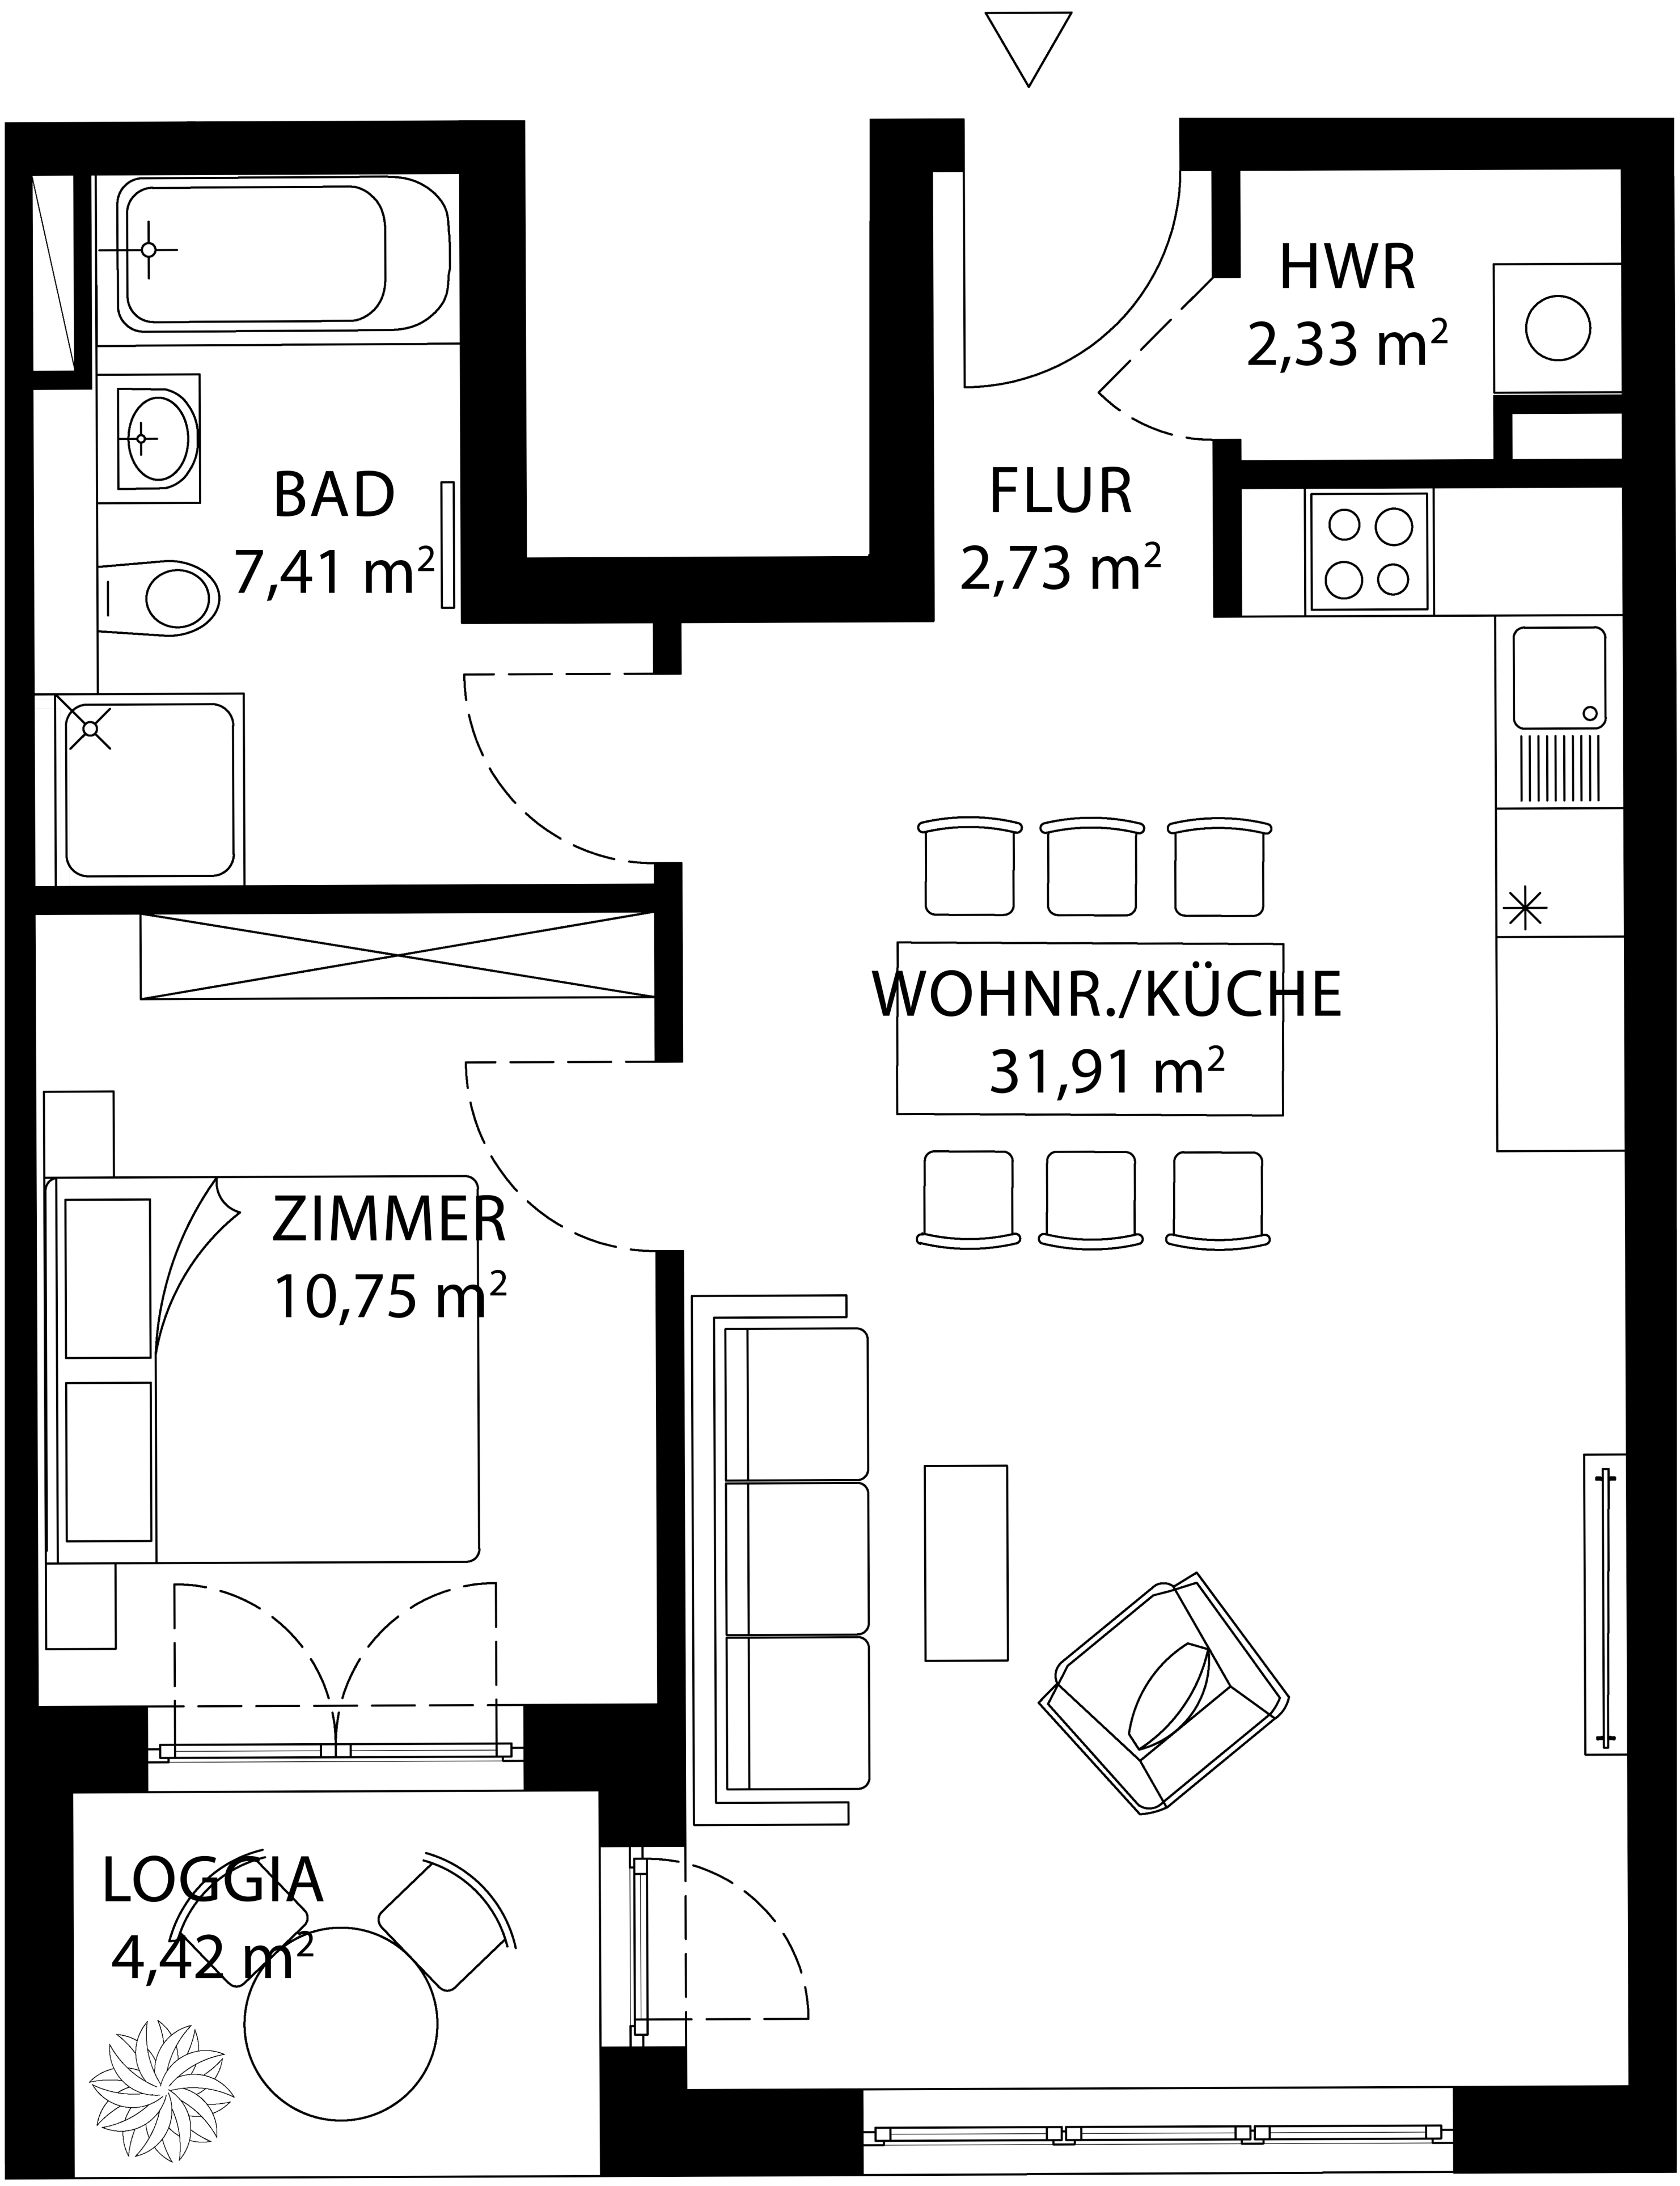 HWR
2,33 m²
BAD
7,41 m²
FLUR
2,73 m²
WOHNR./KÜCHE
31,91 m²
ZIMMER
10,75 m²
LOGGIA
4,42 m²